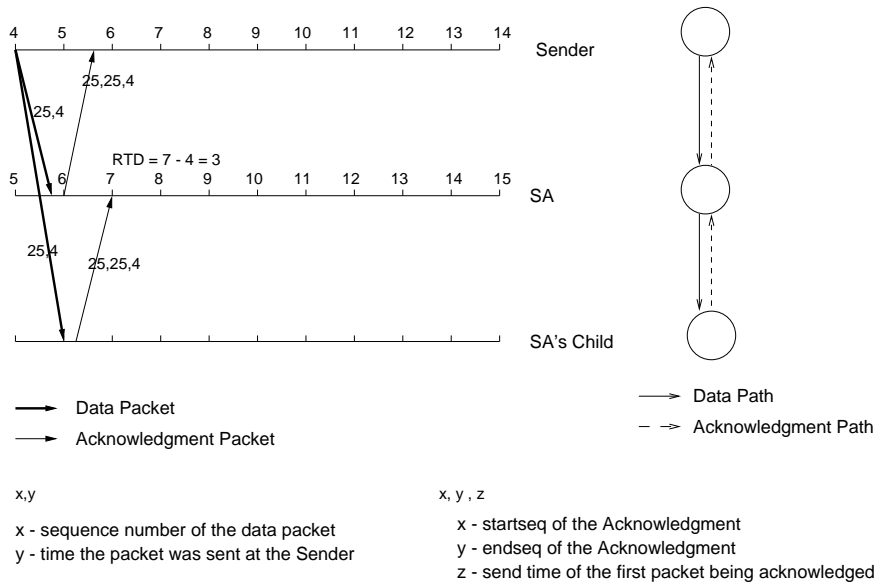 4 5 6 7 8 9 10 11 12 13 14
Sender
25,25,4
25,4
RTD = 7 - 4 = 3
5 6 7 8 9 10 11 12 13 14 15
SA
25,4
25,25,4
SA's Child
Data Packet
Acknowledgment Packet
Data Path
Acknowledgment Path
x,y
x - sequence number of the data packet
y - time the packet was sent at the Sender
x, y , z
x - startseq of the Acknowledgment
y - endseq of the Acknowledgment
z - send time of the first packet being acknowledged